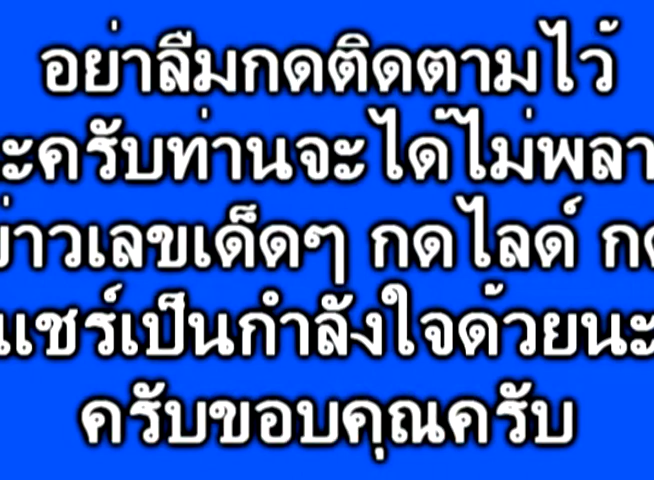 อย่าลืมกดติดตามไว้
ะครับท่านจะได้ไม่พลา
ข่าวเลขเด็ดๆ กดไลด์ กด
แชร์เป็นกำลังใจด้วยนะ
ครับขอบคุณครับ